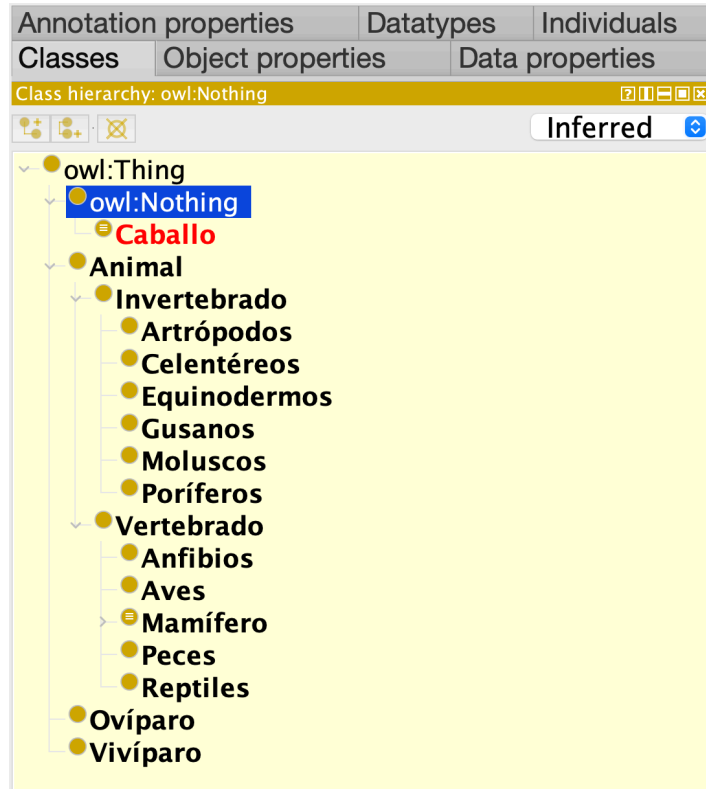 Annotation properties Datatypes Individuals
Classes Object properties Data properties
Class hierarchy: owl:Nothing
Inferred
owl:Thing
owl:Nothing
Caballo
Animal
Invertebrado
Artrópodos
Celentéreos
Equinodermos
Gusanos
Moluscos
Poríferos
Vertebrado
Anfibios
Aves
Mamífero
Peces
Reptiles
Ovíparo
Vivíparo